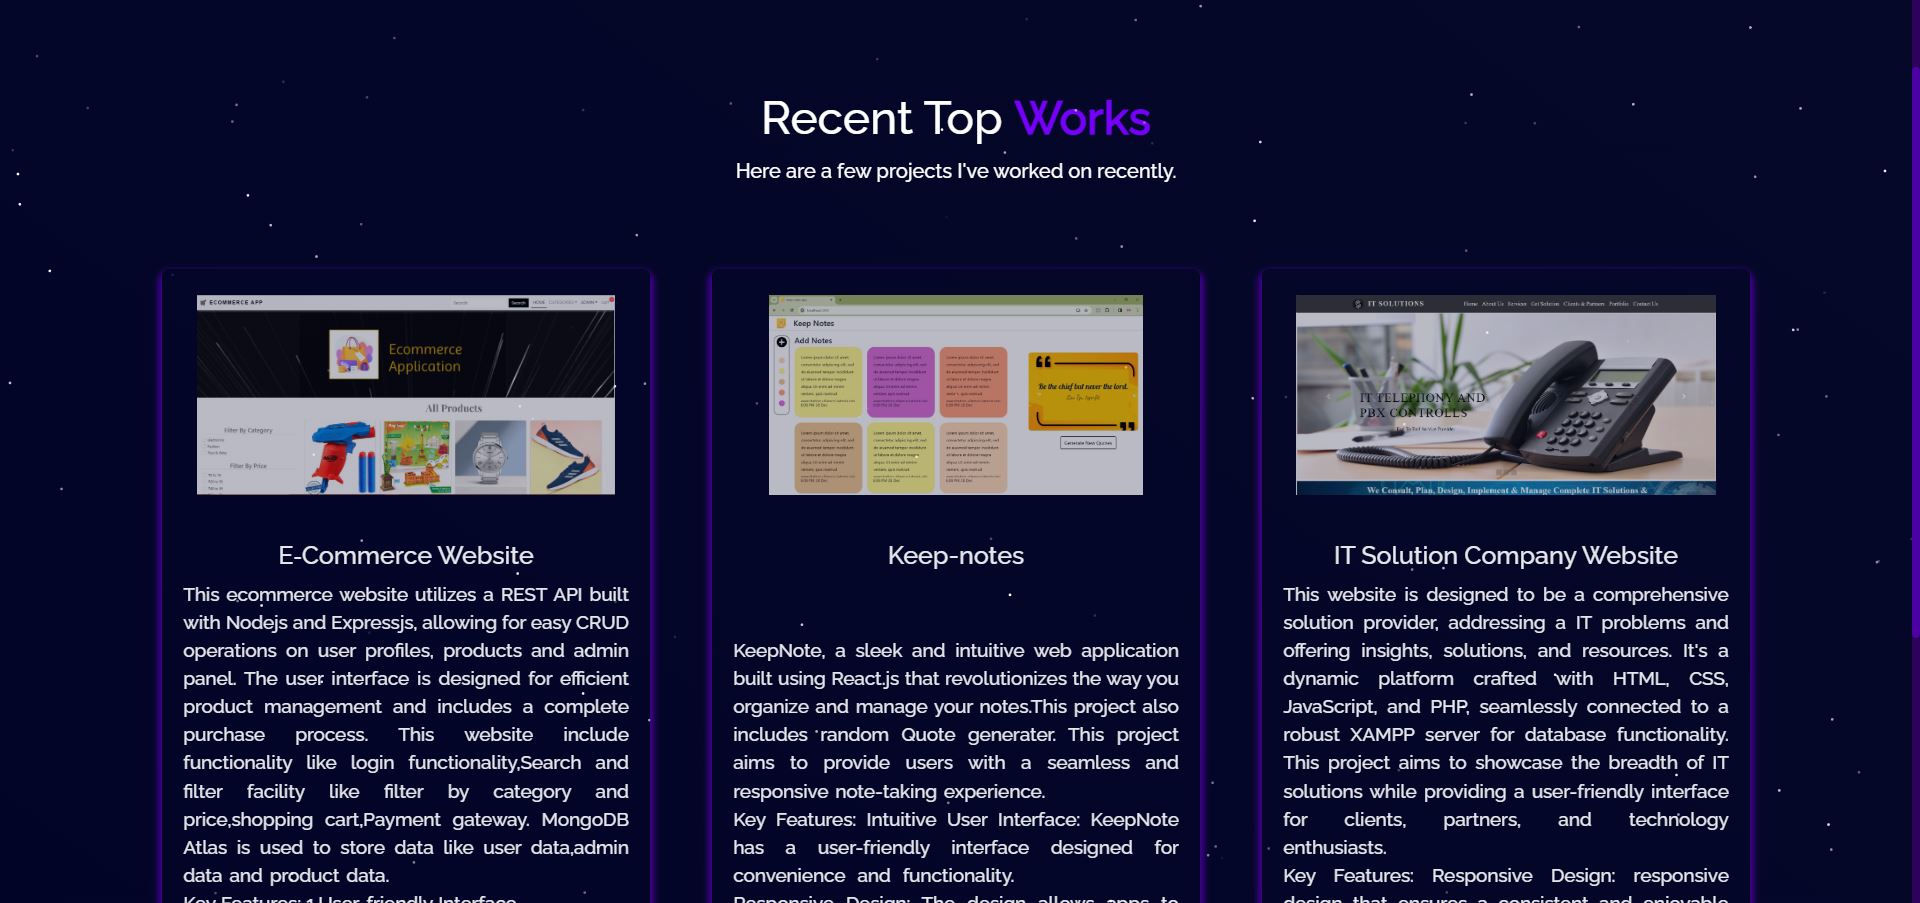 Recent Top Works
Here are a few projects I've worked on recently.
ECOMMERCE APP
Search
Search
HOME
CATEGORIES
ADMIN
Ecommerce
Application
All Products
Filter By Category
Filter By Price
Keep Notes
Add Notes
Be the chief but never the lord.
Generate New Quotes
IT SOLUTIONS
Home About Us Services Get Solution Clients & Partners Portfolio Contact Us
IT TELEPHONY AND
PBX CONTROLLS
We Consult, Plan, Design, Implement & Manage Complete IT Solutions &
E-Commerce Website
This ecommerce website utilizes a REST API built
with Nodejs and Expressjs, allowing for easy CRUD
operations on user profiles, products and admin
panel. The user interface is designed for efficient
product management and includes a complete
purchase process. This website include
functionality like login functionality,Search and
filter facility like filter by category and
price,shopping cart,Payment gateway. MongoDB
Atlas is used to store data like user data,admin
data and product data.
Key Features: 1.User-friendly Interface
Keep-notes
KeepNote, a sleek and intuitive web application
built using React.js that revolutionizes the way you
organize and manage your notes.This project also
includes random Quote generater. This project
aims to provide users with a seamless and
responsive note-taking experience.
Key Features: Intuitive User Interface: KeepNote
has a user-friendly interface designed for
convenience and functionality.
Responsive Design: The design allows apps to
IT Solution Company Website
This website is designed to be a comprehensive
solution provider, addressing a IT problems and
offering insights, solutions, and resources. It's a
dynamic platform crafted with HTML, CSS,
JavaScript, and PHP, seamlessly connected to a
robust XAMPP server for database functionality.
This project aims to showcase the breadth of IT
solutions while providing a user-friendly interface
for clients, partners, and technology
enthusiasts.
Key Features: Responsive Design: responsive
design that ensures a consistent and enjoyable